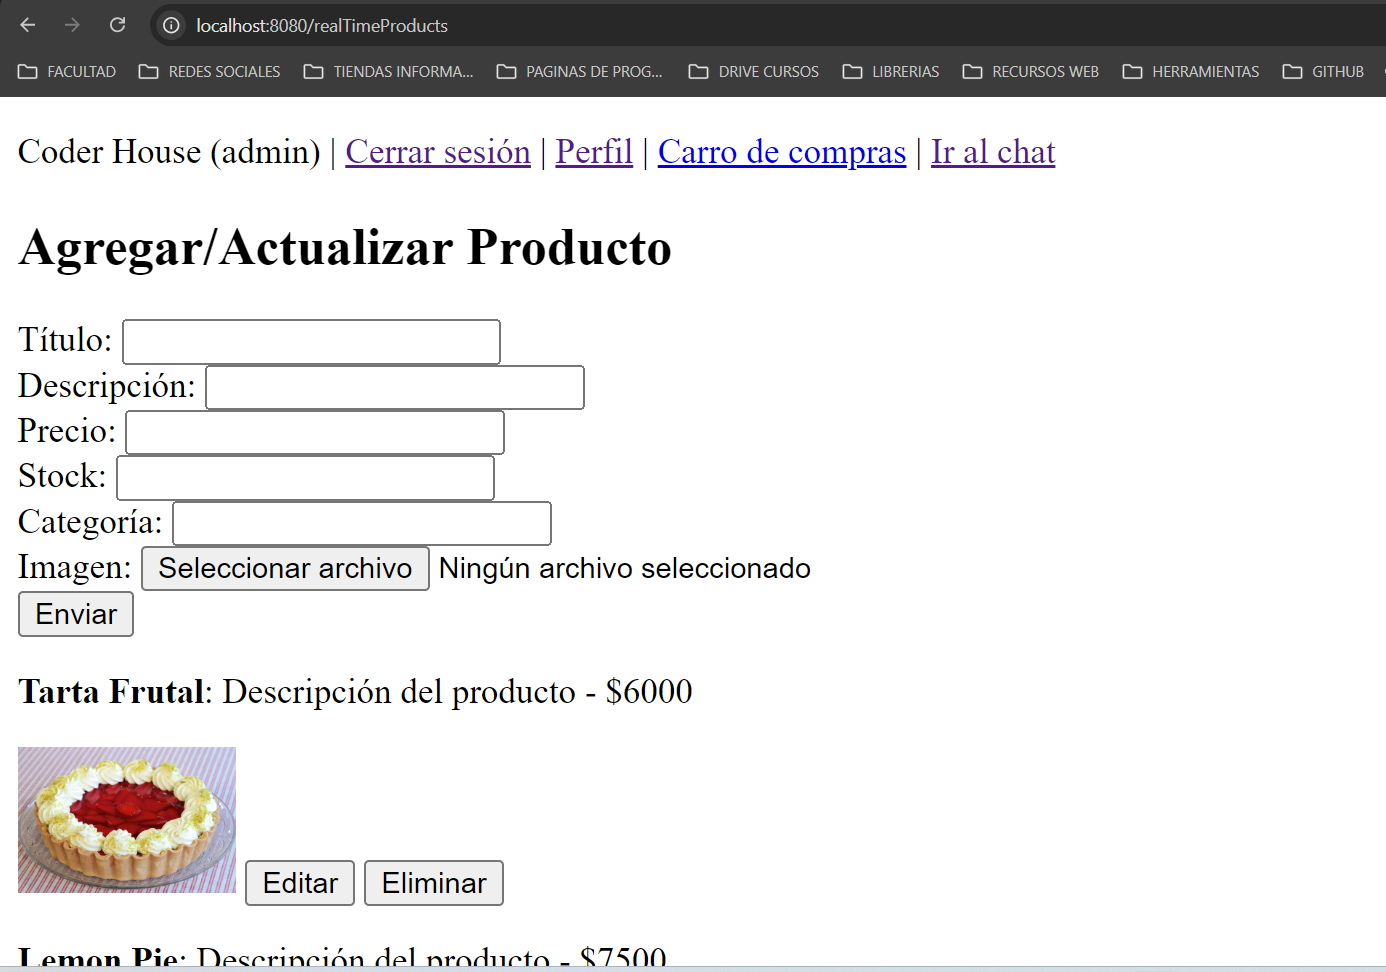 localhost:8080/realTimeProducts
FACULTAD REDES SOCIALES TIENDAS INFORMA... PAGINAS DE PROG... DRIVE CURSOS LIBRERIAS RECURSOS WEB HERRAMIENTAS GITHUB
Coder House (admin) | Cerrar sesión | Perfil | Carro de compras | Ir al chat
Agregar/Actualizar Producto
Título:
Descripción:
Precio:
Stock:
Categoría:
Imagen: Seleccionar archivo Ningún archivo seleccionado
Enviar
Tarta Frutal: Descripción del producto - $6000
Editar Eliminar
Lemon Pie: Descripción del producto - $7500